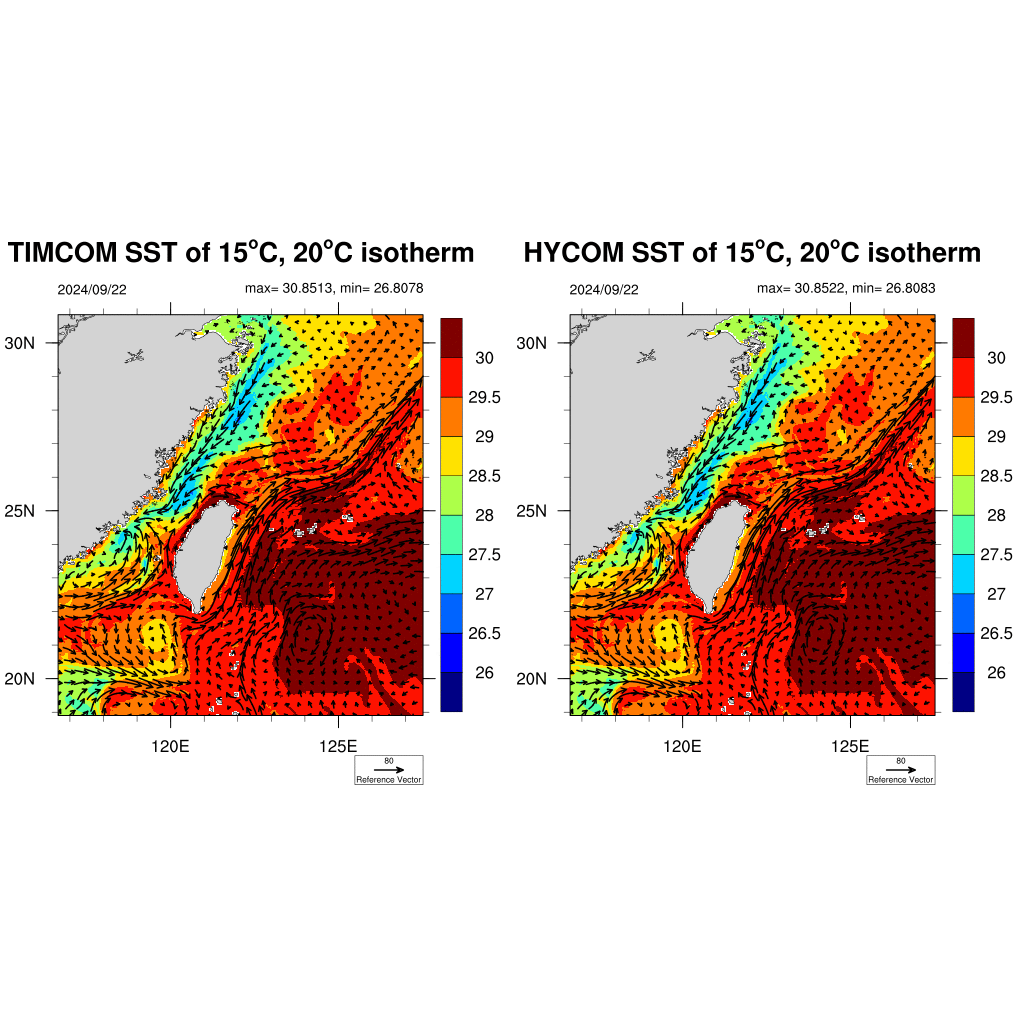 TIMCOM SST of 15°C, 20°C isotherm
2024/09/22
max= 30.8513, min= 26.8078
30N
25N
20N
120E
125E
30
29.5
29
28.5
28
27.5
27
26.5
26
80
Reference Vector
HYCOM SST of 15°C, 20°C isotherm
2024/09/22
max= 30.8522, min= 26.8083
30N
25N
20N
120E
125E
30
29.5
29
28.5
28
27.5
27
26.5
26
80
Reference Vector